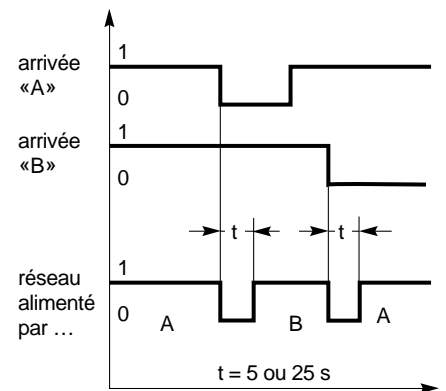 1
arrivée
«A»
0
1
arrivée
«B»
0
t
t
1
réseau
alimenté
par ...
0
A
B
A
t = 5 ou 25 s